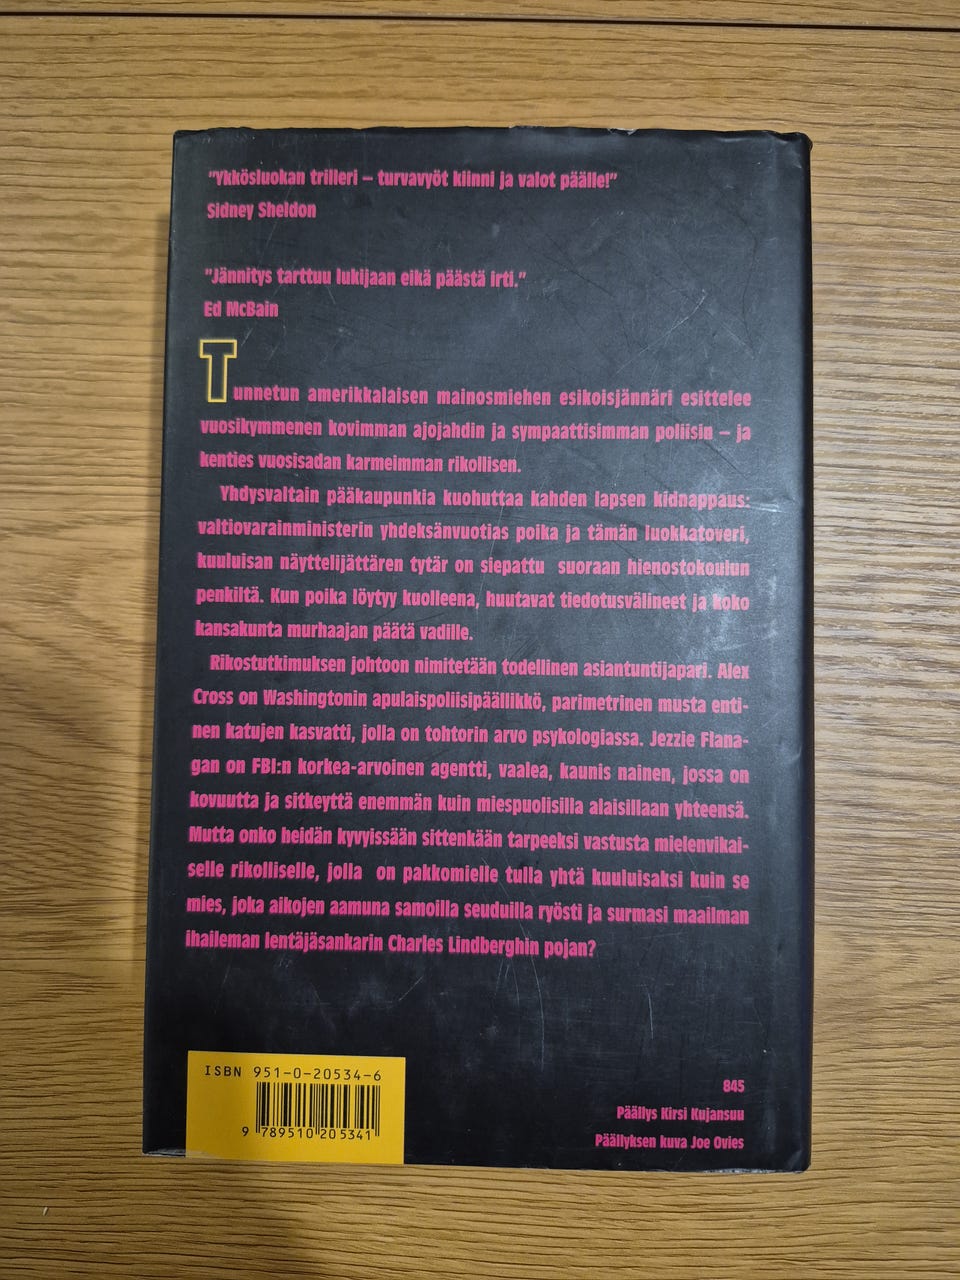 "Ykkösluokan trilleri – turvavyöt kiinni ja valot päälle!"
Sidney Sheldon
"Jännitys tarttuu lukijaan eikä päästä irti."
Ed McBain
Tunnetun amerikkalaisen mainosmiehen esikoisjännäri esittelee
vuosikymmenen kovimman ajojahdin ja sympaattisimman poliisin – ja
kenties vuosisadan karmeimman rikollisen.
Yhdysvaltain pääkaupunkia kuohuttaa kahden lapsen kidnappaus:
valtiovarainministerin yhdeksänvuotias poika ja tämän luokkatoveri,
kuuluisan näyttelijättären tytär on siepattu suoraan hienostokoulun
penkiltä. Kun poika löytyy kuolleena, huutavat tiedotusvälineet ja koko
kansakunta murhaajan päätä vadille.
Rikostutkimuksen johtoon nimitetään todellinen asiantuntijapari. Alex
Cross on Washingtonin apulaispoliisipäällikkö, parimetrinen musta enti-
nen katujen kasvatti, jolla on tohtorin arvo psykologiassa. Jezzie Flana-
gan on FBI:n korkea-arvoinen agentti, vaalea, kaunis nainen, jossa on
kovuutta ja sitkeyttä enemmän kuin miespuolisilla alaisillaan yhteensä.
Mutta onko heidän kyvyissään sittenkään tarpeeksi vastusta mielenvikai-
selle rikolliselle, jolla on pakkomielle tulla yhtä kuuluisaksi kuin se
mies, joka aikojen aamuna samoilla seuduilla ryösti ja surmasi maailman
ihaileman lentäjäsankarin Charles Lindberghin pojan?
ISBN 951-0-20534-6
9 789510 205341
845
Päällys Kirsi Kujansuu
Päällyksen kuva Joe Ovies